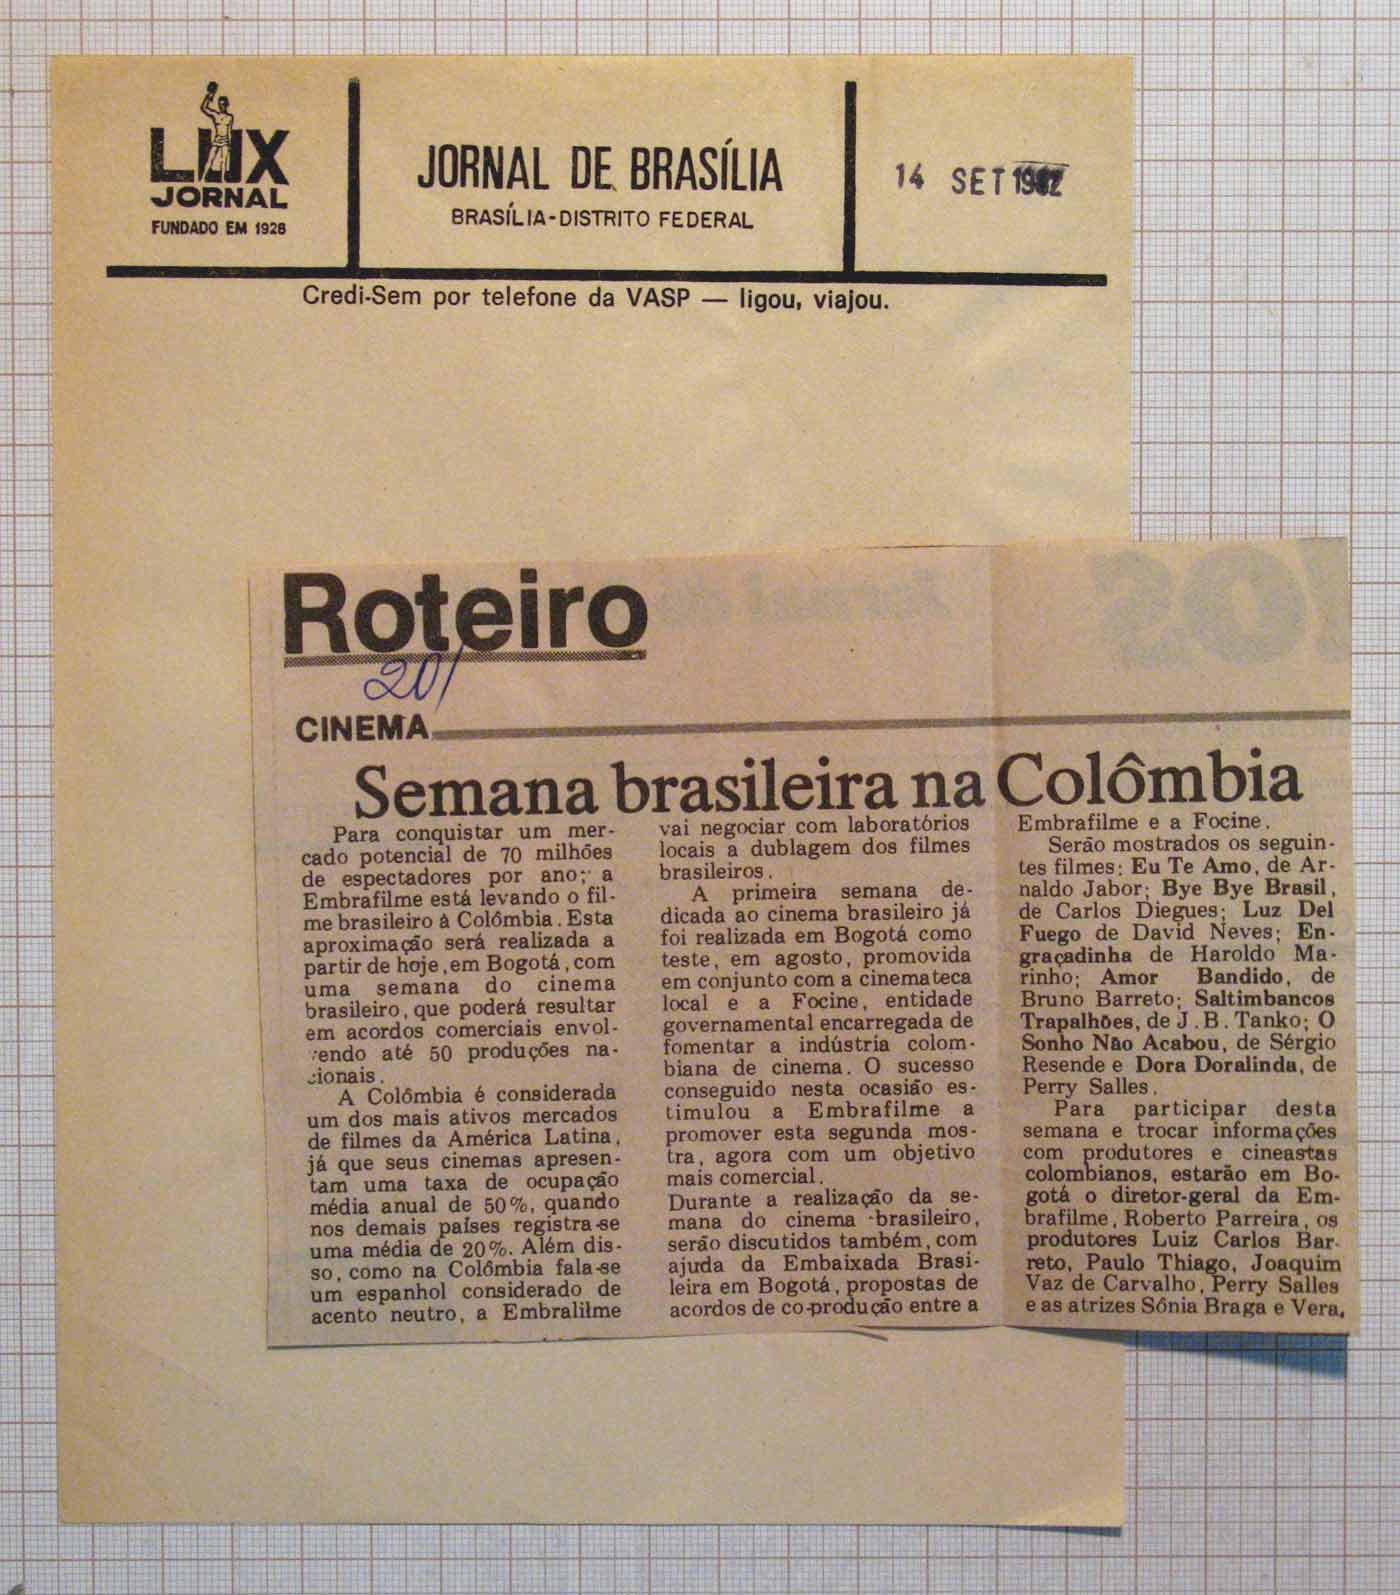 LUX
JORNAL
FUNDADO EM 1928
JORNAL DE BRASÍLIA
BRASÍLIA-DISTRITO FEDERAL
14 SET 1982
Credi-Sem por telefone da VASP — ligou, viajou.
Roteiro
20/
CINEMA
Semana brasileira na Colômbia
Para conquistar um mer-
cado potencial de 70 milhões
de espectadores por ano; a
Embrafilme está levando o fil-
me brasileiro à Colômbia. Esta
aproximação será realizada a
partir de hoje, em Bogotá, com
uma semana do cinema
brasileiro, que poderá resultar
em acordos comerciais envol-
vendo até 50 produções na-
cionais.
A Colômbia é considerada
um dos mais ativos mercados
de filmes da América Latina,
já que seus cinemas apresen-
tam uma taxa de ocupação
média anual de 50%, quando
nos demais países registra-se
uma média de 20%. Além dis-
so, como na Colômbia fala-se
um espanhol considerado de
acento neutro, a Embralilme
vai negociar com laboratórios
locais a dublagem dos filmes
brasileiros.
A primeira semana de-
dicada ao cinema brasileiro já
foi realizada em Bogotá como
teste, em agosto, promovida
em conjunto com a cinemateca
local e a Focine, entidade
governamental encarregada de
fomentar a indústria colom-
biana de cinema. O sucesso
conseguido nesta ocasião es-
timulou a Embrafilme a
promover esta segunda mos-
tra, agora com um objetivo
mais comercial.
Durante a realização da se-
mana do cinema -brasileiro,
serão discutidos também, com
ajuda da Embaixada Brasi-
leira em Bogotá, propostas de
acordos de co-produção entre a
Embrafilme e a Focine.
Serão mostrados os seguin-
tes filmes: Eu Te Amo, de Ar-
naldo Jabor; Bye Bye Brasil,
de Carlos Diegues; Luz Del
Fuego de David Neves; En-
graçadinha de Haroldo Ma-
rinho; Amor Bandido, de
Bruno Barreto; Saltimbancos
Trapalhões, de J.B. Tanko; O
Sonho Não Acabou, de Sérgio
Resende e Dora Doralinda, de
Perry Salles.
Para participar desta
semana e trocar informações
com produtores e cineastas
colombianos, estarão em Bo-
gotá o diretor-geral da Em-
brafilme, Roberto Parreira, os
produtores Luiz Carlos Bar-
reto, Paulo Thiago, Joaquim
Vaz de Carvalho, Perry Salles
e as atrizes Sônia Braga e Vera.